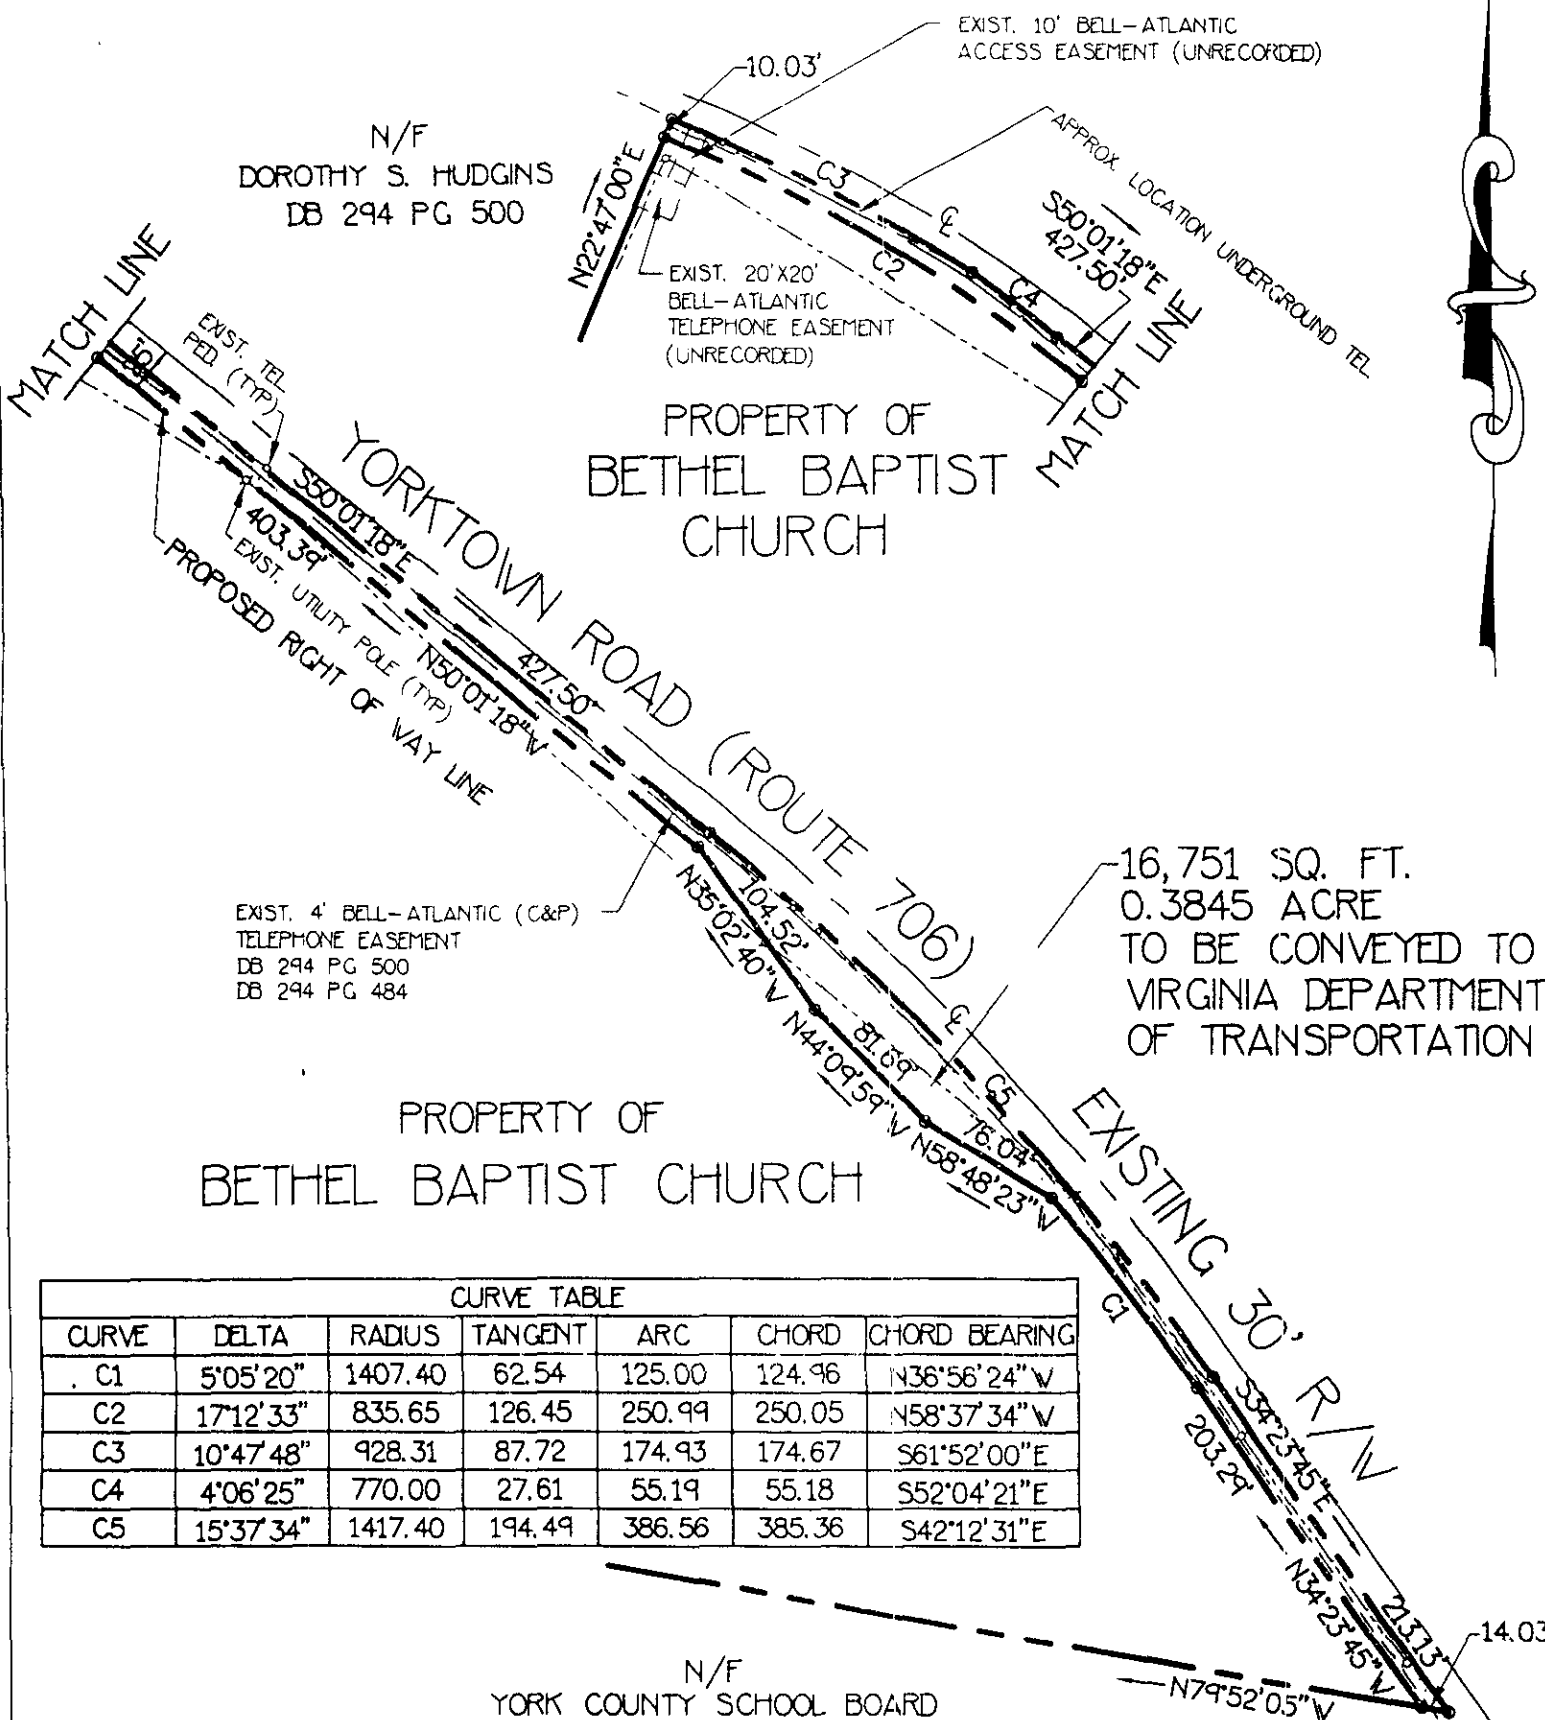 EXIST. 10' BELL-ATLANTIC
ACCESS EASEMENT (UNRECORDED)
10.03'
N/F
DOROTHY S. HUDGINS
DB 294 PG 500
N22°47'00"E
C3
℄
C2
C4
APPROX. LOCATION UNDERGROUND TEL
S50°01'18"E
427.50'
MATCH LINE
EXIST. 20'X20'
BELL-ATLANTIC
TELEPHONE EASEMENT
(UNRECORDED)
PROPERTY OF
BETHEL BAPTIST
CHURCH
MATCH LINE
15'
EXIST. TEL
PED. (TYP)
S50°01'18"E
427.50'
403.39'
N50°01'18"W
EXIST. UTILITY POLE (TYP)
PROPOSED RIGHT OF WAY LINE
YORKTOWN ROAD (ROUTE 706)
EXIST. 4' BELL-ATLANTIC (C&P)
TELEPHONE EASEMENT
DB 294 PG 500
DB 294 PG 484
N35°02'40"W
104.52'
N44°09'59"W
81.69'
N58°48'23"W
76.04'
℄
C5
16,751 SQ. FT.
0.3845 ACRE
TO BE CONVEYED TO
VIRGINIA DEPARTMENT
OF TRANSPORTATION
PROPERTY OF
BETHEL BAPTIST CHURCH
EXISTING 30' R/W
C1
S34°23'45"E
213.13'
203.29'
N34°23'45"W
14.03
CURVE TABLE
CURVE DELTA RADIUS TANGENT ARC CHORD CHORD BEARING
C1 5°05'20" 1407.40 62.54 125.00 124.96 N36°56'24"W
C2 17°12'33" 835.65 126.45 250.99 250.05 N58°37'34"W
C3 10°47'48" 928.31 87.72 174.93 174.67 S61°52'00"E
C4 4°06'25" 770.00 27.61 55.19 55.18 S52°04'21"E
C5 15°37'34" 1417.40 194.49 386.56 385.36 S42°12'31"E
N/F
YORK COUNTY SCHOOL BOARD
N79°52'05"W